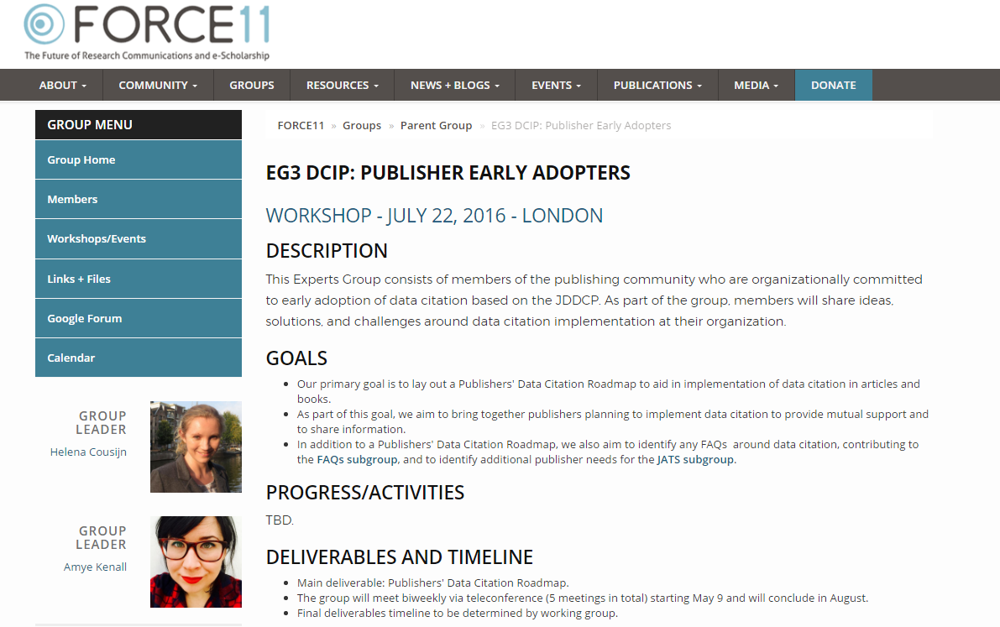 FORCE11
The Future of Research Communications and e-Scholarship
ABOUT COMMUNITY GROUPS RESOURCES NEWS + BLOGS EVENTS PUBLICATIONS MEDIA DONATE
GROUP MENU
Group Home
Members
Workshops/Events
Links + Files
Google Forum
Calendar
GROUP
LEADER
Helena Cousijn
GROUP
LEADER
Amye Kenall
FORCE11 » Groups » Parent Group » EG3 DCIP: Publisher Early Adopters
EG3 DCIP: PUBLISHER EARLY ADOPTERS
WORKSHOP - JULY 22, 2016 - LONDON
DESCRIPTION
This Experts Group consists of members of the publishing community who are organizationally committed
to early adoption of data citation based on the JDDCP. As part of the group, members will share ideas,
solutions, and challenges around data citation implementation at their organization.
GOALS
• Our primary goal is to lay out a Publishers' Data Citation Roadmap to aid in implementation of data citation in articles and
books.
• As part of this goal, we aim to bring together publishers planning to implement data citation to provide mutual support and
to share information.
• In addition to a Publishers' Data Citation Roadmap, we also aim to identify any FAQs around data citation, contributing to
the FAQs subgroup, and to identify additional publisher needs for the JATS subgroup.
PROGRESS/ACTIVITIES
TBD.
DELIVERABLES AND TIMELINE
• Main deliverable: Publishers' Data Citation Roadmap.
• The group will meet biweekly via teleconference (5 meetings in total) starting May 9 and will conclude in August.
• Final deliverables timeline to be determined by working group.